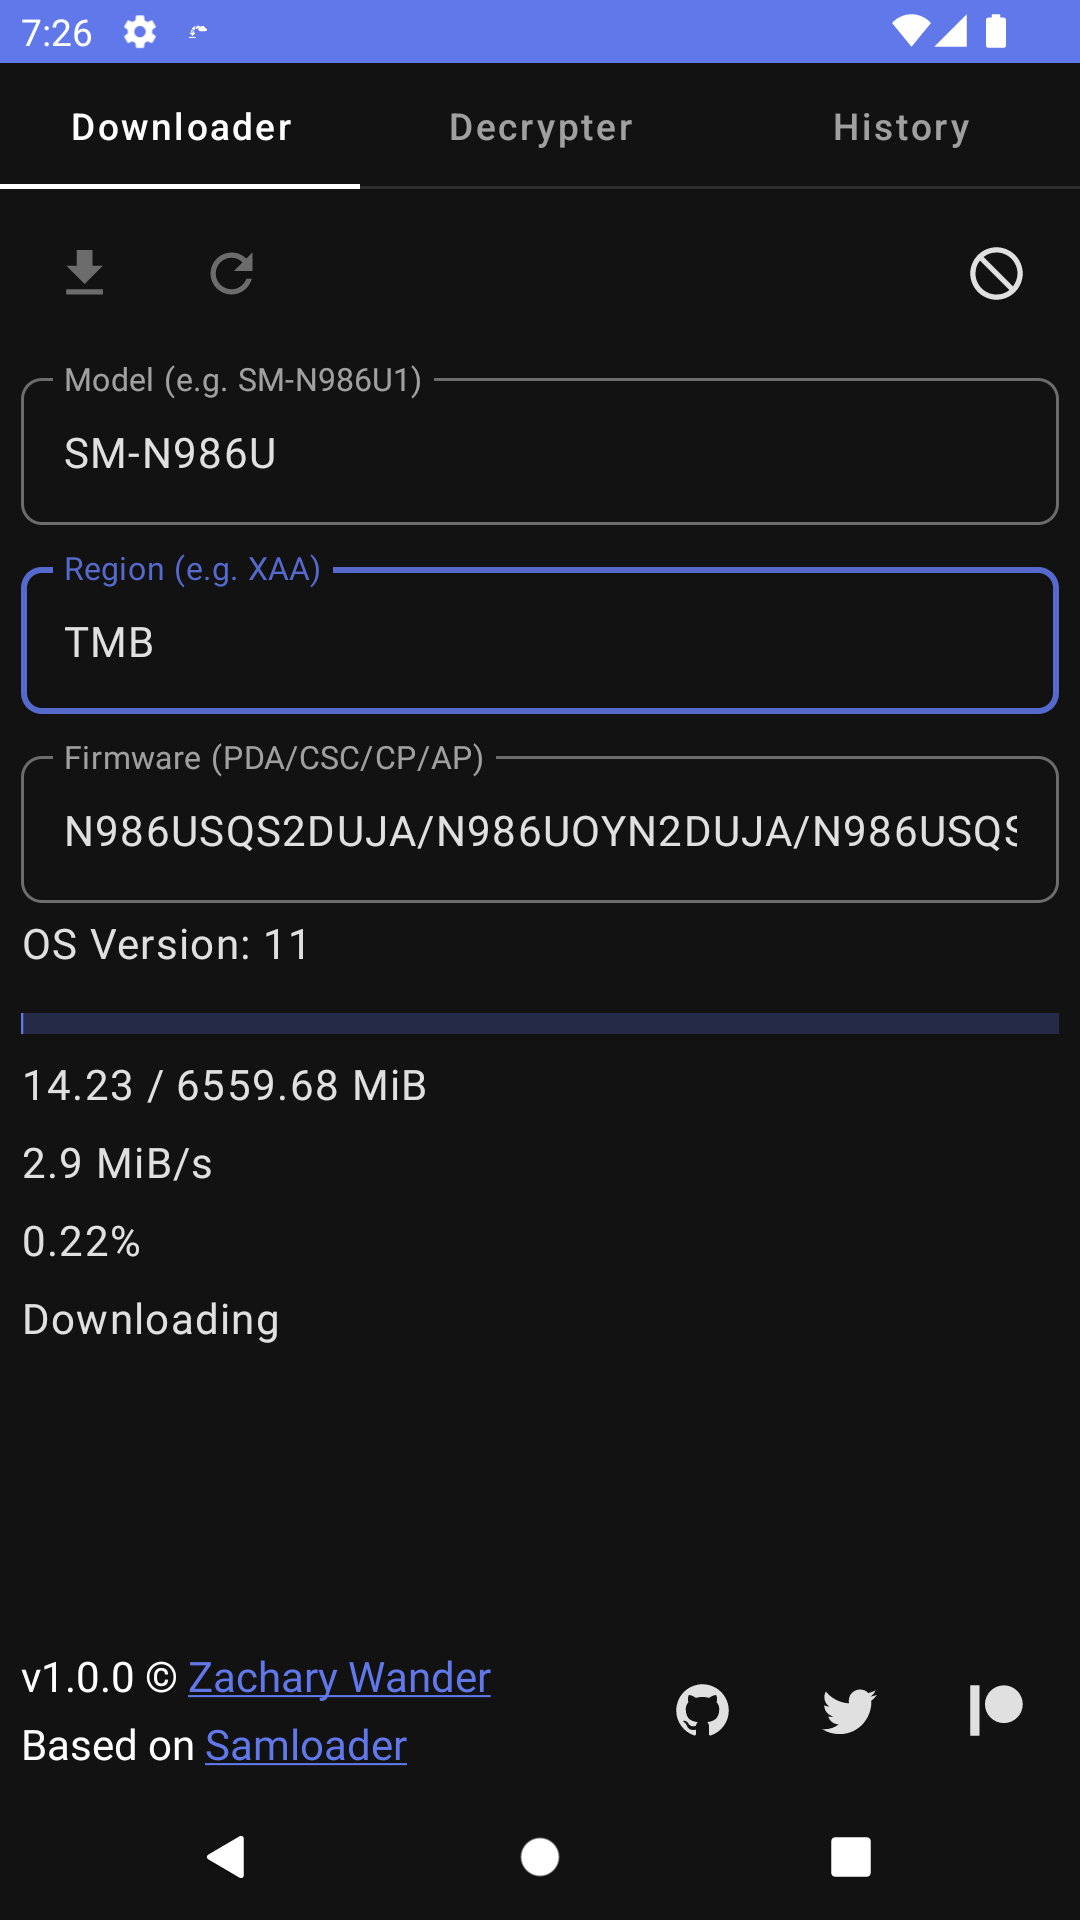 7:26
Downloader Decrypter History
Model (e.g. SM-N986U1)
SM-N986U
Region (e.g. XAA)
TMB
Firmware (PDA/CSC/CP/AP)
N986USQS2DUJA/N986UOYN2DUJA/N986USQS
OS Version: 11
14.23 / 6559.68 MiB
2.9 MiB/s
0.22%
Downloading
v1.0.0 © Zachary Wander
Based on Samloader